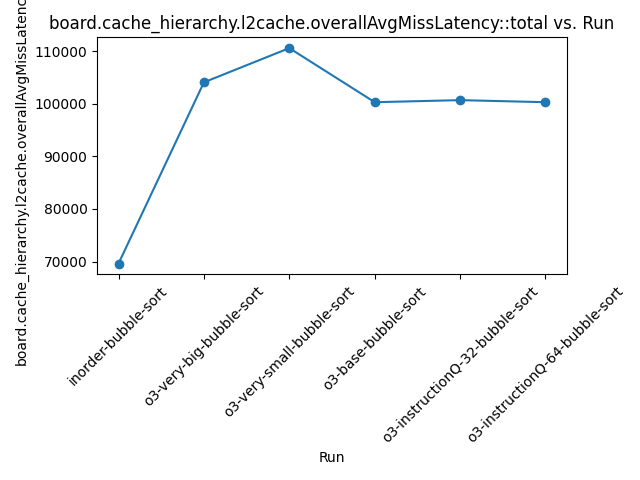 board.cache_hierarchy.l2cache.overallAvgMissLatency::total vs. Run
board.cache_hierarchy.l2cache.overallAvgMissLatency
110000
100000
90000
80000
70000
inorder-bubble-sort
o3-very-big-bubble-sort
o3-very-small-bubble-sort
o3-base-bubble-sort
o3-instructionQ-32-bubble-sort
o3-instructionQ-64-bubble-sort
Run